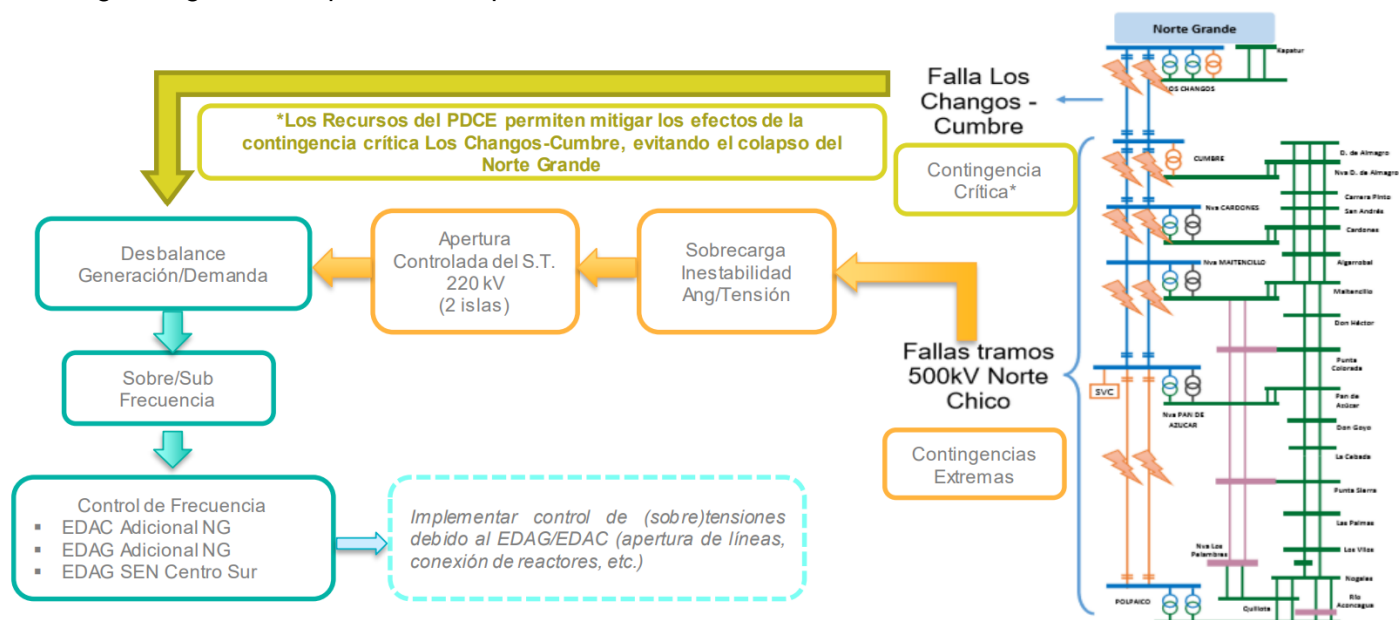 Norte Grande
Kapatur
LOS CHANGOS
Falla Los
Changos -
Cumbre
*Los Recursos del PDCE permiten mitigar los efectos de la
contingencia crítica Los Changos-Cumbre, evitando el colapso del
Norte Grande
Contingencia
Crítica*
CUMBRE
D. de Almagro
Nva D. de Almagro
Carrera Pinto
San Andrés
Nva CARDONES
Cardones
Nva MAITENCILLO
Algarrobal
Maitencillo
Don Héctor
Punta
Colorada
Desbalance
Generación/Demanda
Apertura
Controlada del S.T.
220 kV
(2 islas)
Sobrecarga
Inestabilidad
Ang/Tensión
Sobre/Sub
Frecuencia
Fallas tramos
500kV Norte
Chico
SVC
Nva PAN DE
AZUCAR
Pan de
Azúcar
Don Goyo
La Cebada
Punta Sierra
Las Palmas
Los Vilos
Contingencias
Extremas
Control de Frecuencia
▪ EDAC Adicional NG
▪ EDAG Adicional NG
▪ EDAG SEN Centro Sur
Implementar control de (sobre)tensiones
debido al EDAG/EDAC (apertura de líneas,
conexión de reactores, etc.)
Nva Los
Pelambres
Nogales
POLPAICO
Quillota
Río
Aconcagua